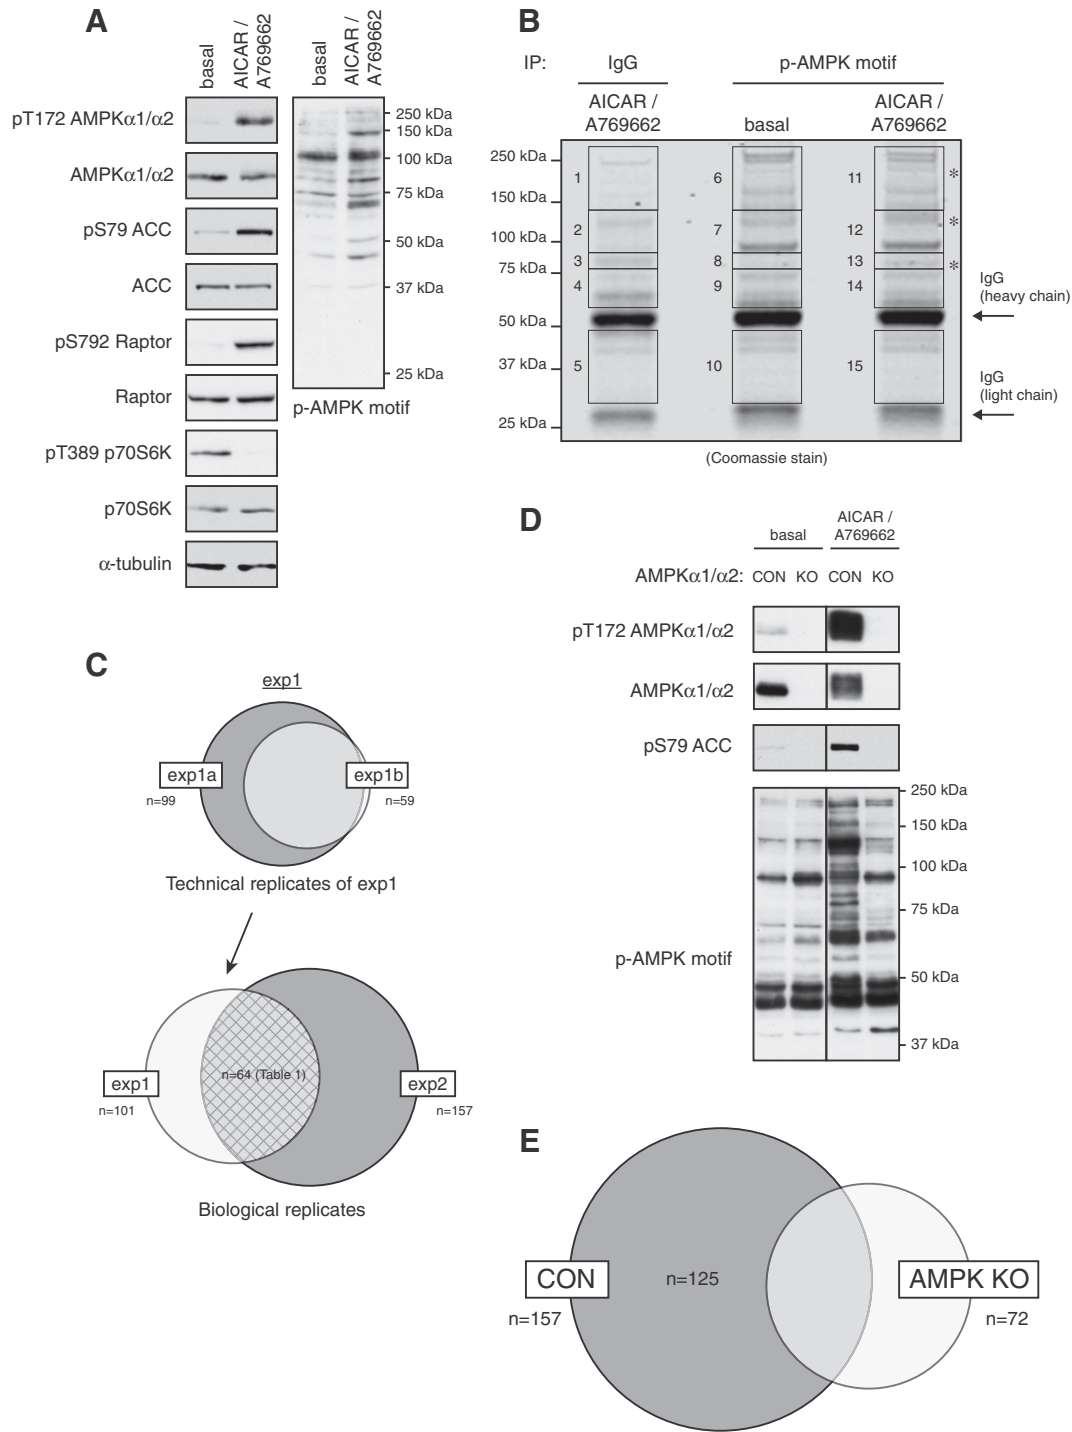 A
basal
AICAR /
A769662
basal
AICAR /
A769662
pT172 AMPKα1/α2
AMPKα1/α2
pS79 ACC
ACC
pS792 Raptor
Raptor
pT389 p70S6K
p70S6K
α-tubulin
250 kDa
150 kDa
100 kDa
75 kDa
50 kDa
37 kDa
25 kDa
p-AMPK motif
B
IP:
IgG
p-AMPK motif
AICAR /
A769662
basal
AICAR /
A769662
250 kDa
150 kDa
100 kDa
75 kDa
50 kDa
37 kDa
25 kDa
1
2
3
4
5
6
7
8
9
10
11
12
13
14
15
*
*
*
IgG
(heavy chain)
IgG
(light chain)
(Coomassie stain)
C
exp1
exp1a
n=99
exp1b
n=59
Technical replicates of exp1
n=64 (Table 1)
exp1
n=101
exp2
n=157
Biological replicates
D
basal
AICAR /
A769662
AMPKα1/α2: CON KO CON KO
pT172 AMPKα1/α2
AMPKα1/α2
pS79 ACC
p-AMPK motif
250 kDa
150 kDa
100 kDa
75 kDa
50 kDa
37 kDa
E
CON
n=157
n=125
AMPK KO
n=72